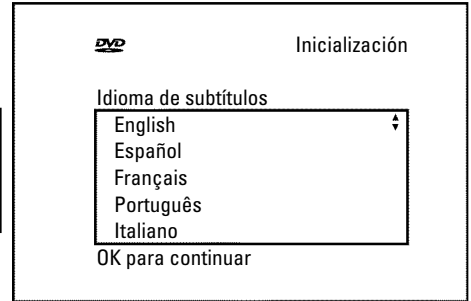 DVD Inicialización
Idioma de subtítulos
English
Español
Français
Português
Italiano
OK para continuar